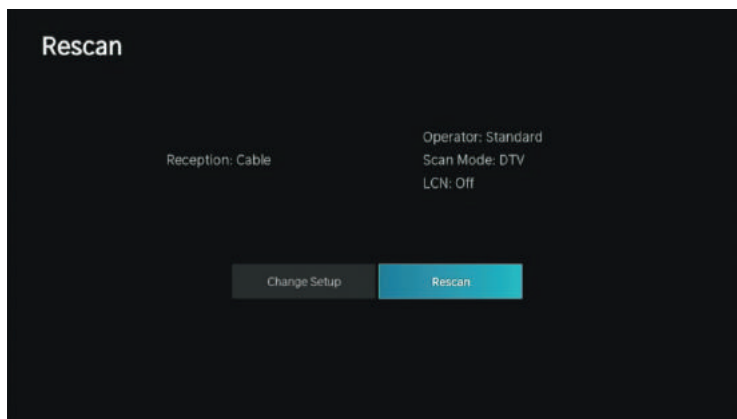 Rescan
Reception: Cable
Operator: Standard
Scan Mode: DTV
LCN: Off
Change Setup
Rescan